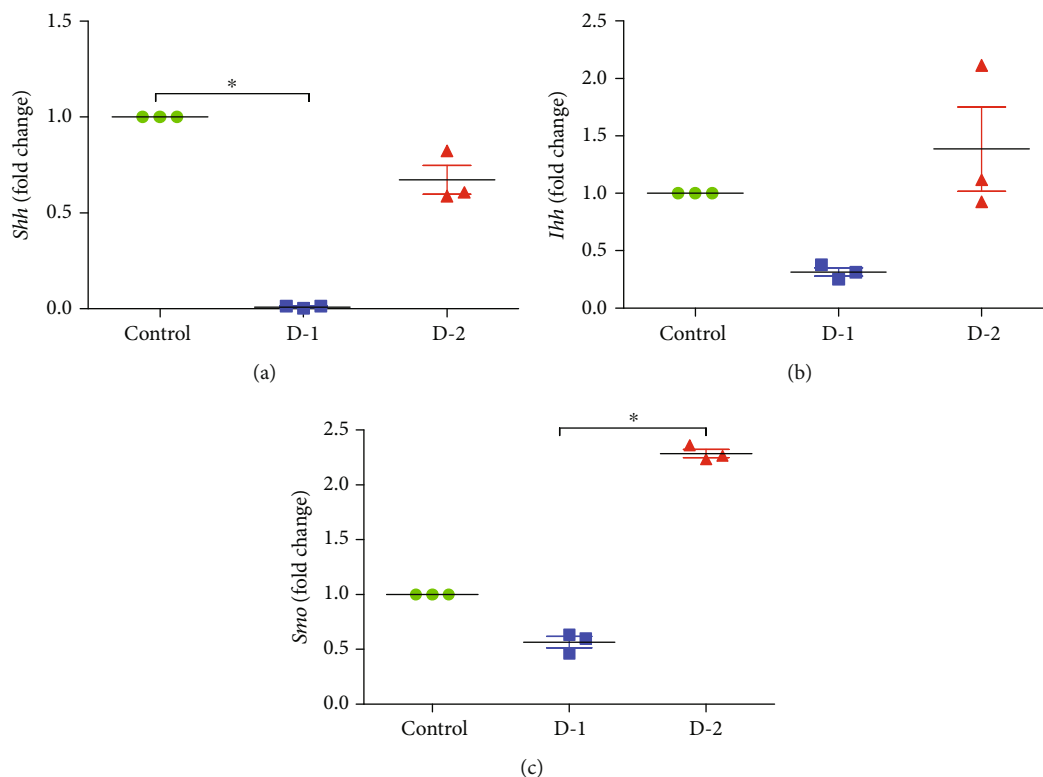 Shh (fold change)
1.5
1.0
0.5
0.0
*
Control
D-1
D-2
(a)
Ihh (fold change)
2.5
2.0
1.5
1.0
0.5
0.0
Control
D-1
D-2
(b)
Smo (fold change)
2.5
2.0
1.5
1.0
0.5
0.0
*
Control
D-1
D-2
(c)